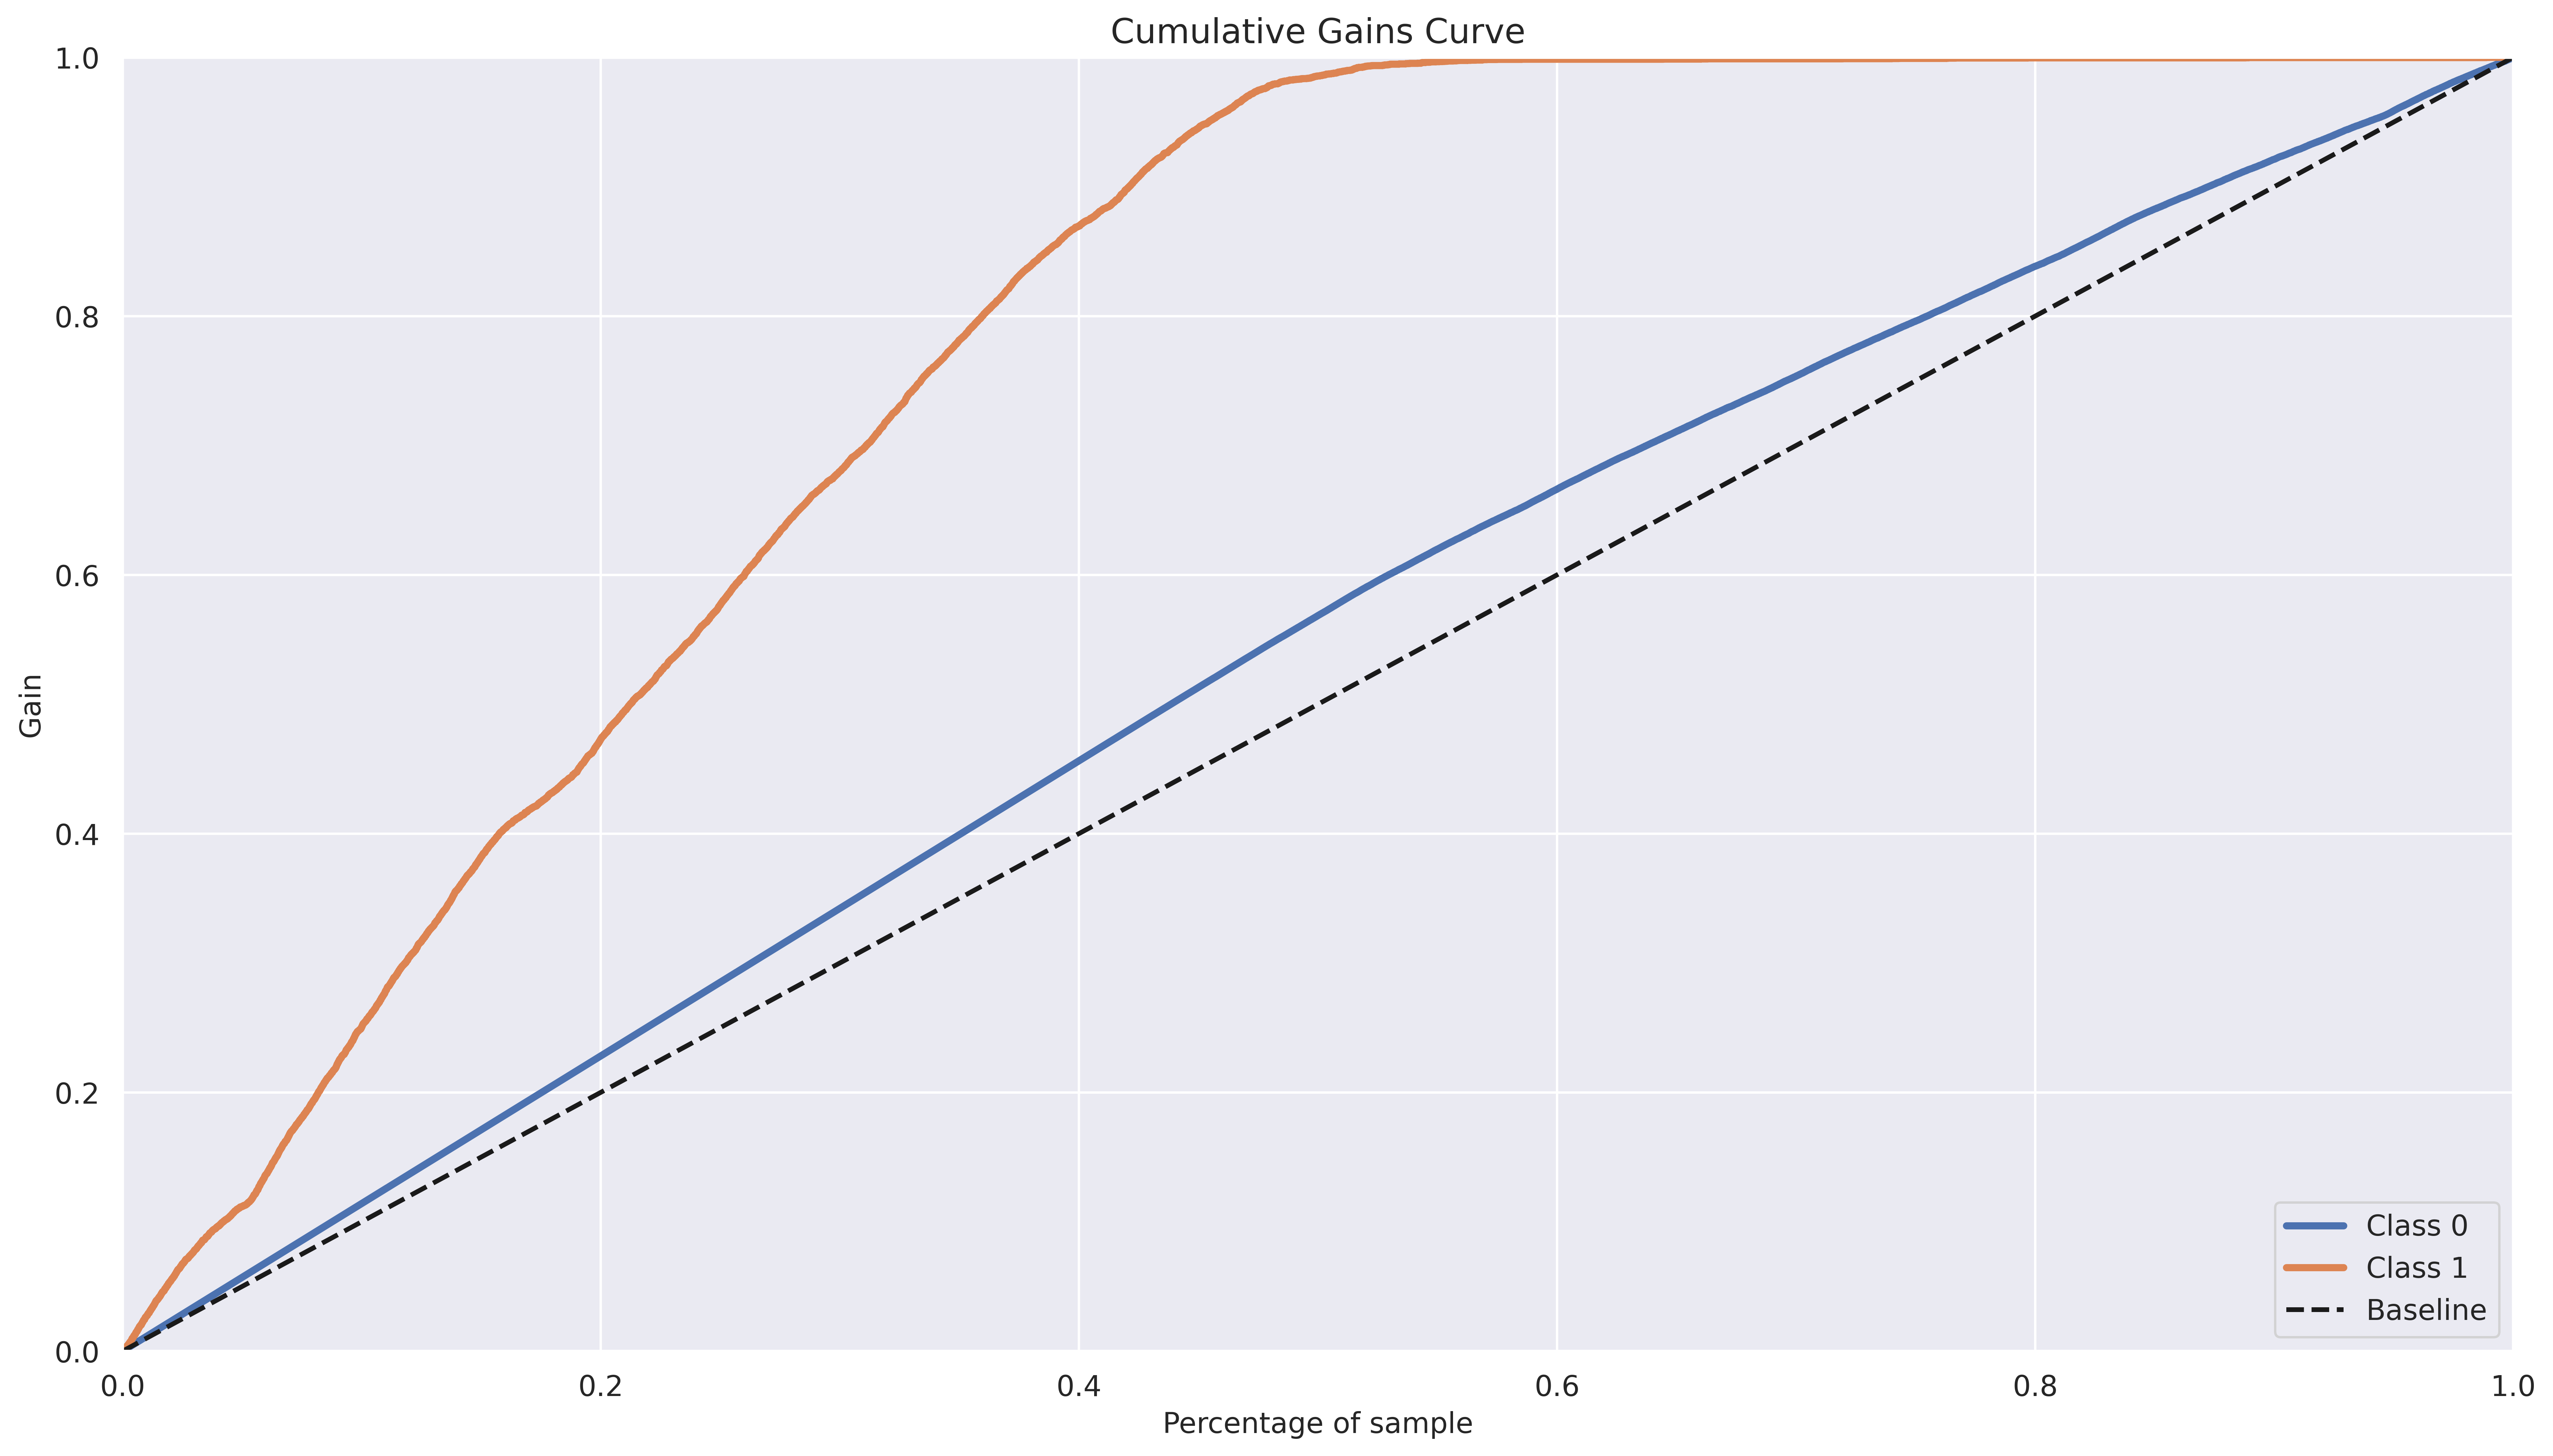 Cumulative Gains Curve
1.0
0.8
0.6
0.4
0.2
0.0
Gain
0.0 0.2 0.4 0.6 0.8 1.0
Percentage of sample
Class 0
Class 1
Baseline